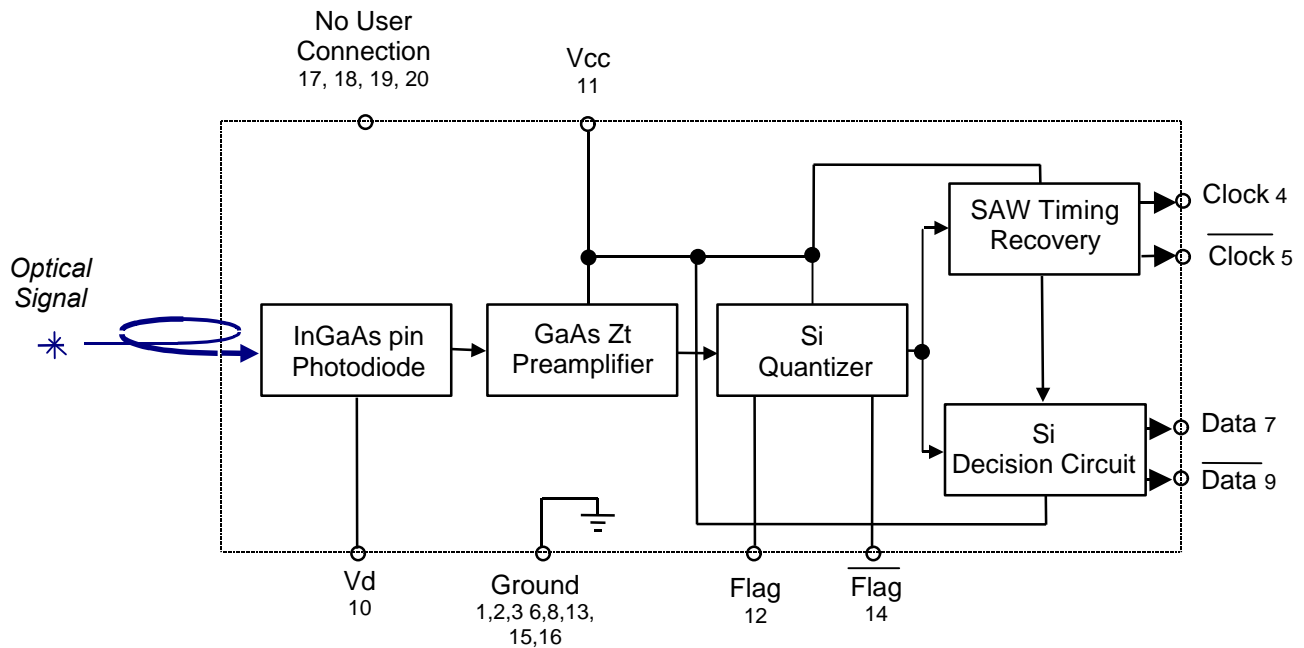 No User
Connection
17, 18, 19, 20
Vcc
11
Optical
Signal
InGaAs pin
Photodiode
GaAs Zt
Preamplifier
Si
Quantizer
SAW Timing
Recovery
Si
Decision Circuit
Clock 4
Clock 5
Data 7
Data 9
Vd
10
Ground
1,2,3 6,8,13,
15,16
Flag
12
Flag
14